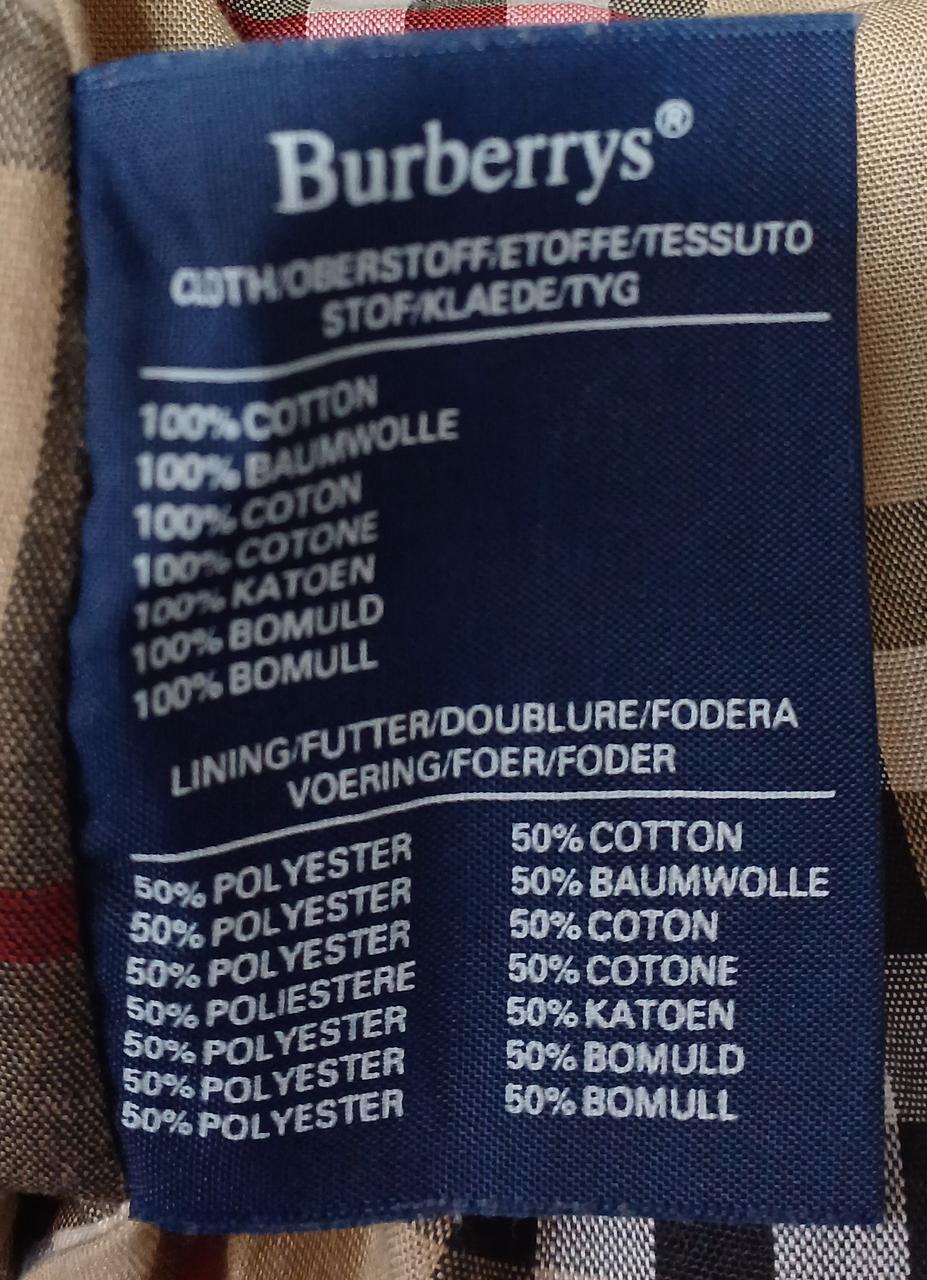 Burberrys®
CLOTH/OBERSTOFF/ETOFFE/TESSUTO
STOF/KLAEDE/TYG
100% COTTON
100% BAUMWOLLE
100% COTON
100% COTONE
100% KATOEN
100% BOMULD
100% BOMULL
LINING/FUTTER/DOUBLURE/FODERA
VOERING/FOER/FODER
50% POLYESTER 50% COTTON
50% POLYESTER 50% BAUMWOLLE
50% POLYESTER 50% COTON
50% POLIESTERE 50% COTONE
50% POLYESTER 50% KATOEN
50% POLYESTER 50% BOMULD
50% POLYESTER 50% BOMULL